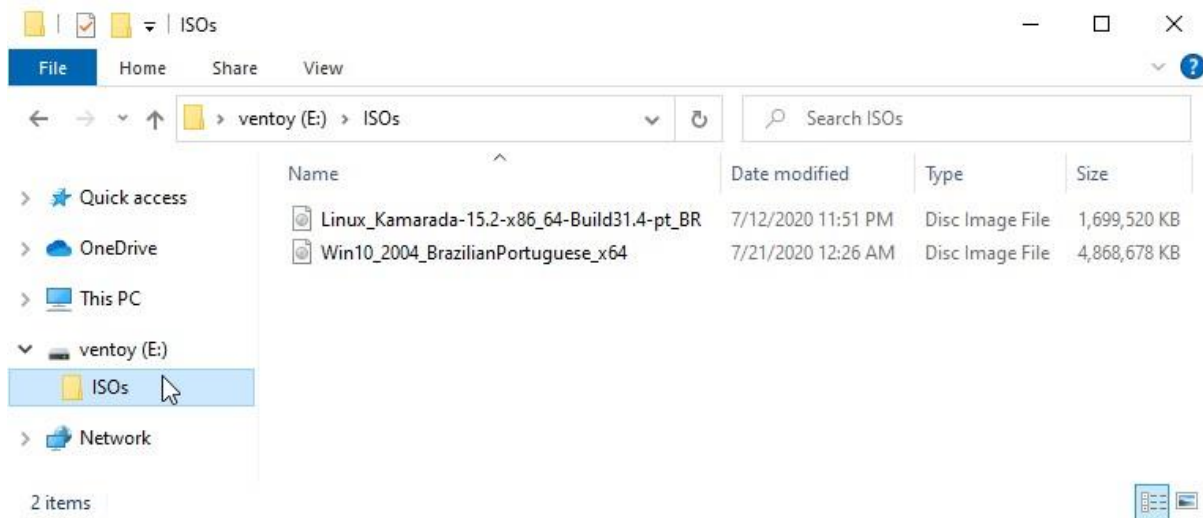 ISOs
File Home Share View
ventoy (E:) > ISOs Search ISOs
Name Date modified Type Size
Quick access
Linux_Kamarada-15.2-x86_64-Build31.4-pt_BR 7/12/2020 11:51 PM Disc Image File 1,699,520 KB
OneDrive
Win10_2004_BrazilianPortuguese_x64 7/21/2020 12:26 AM Disc Image File 4,868,678 KB
This PC
ventoy (E:)
ISOs
Network
2 items